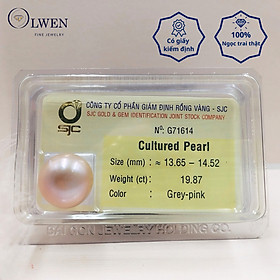 OLWEN
FINE JEWELRY
Có giấy
kiểm định
100%
Ngọc trai thật
SJC
CÔNG TY CỔ PHẦN GIÁM ĐỊNH RỒNG VÀNG - SJC
SJC GOLD & GEM IDENTIFICATION JOINT STOCK COMPANY
Nº: G71614
Cultured Pearl
Size (mm) : ≈ 13.65 - 14.52
Weight (ct) : 19.87
Color : Grey-pink
SAIGON JEWELRY HOLDING CO.